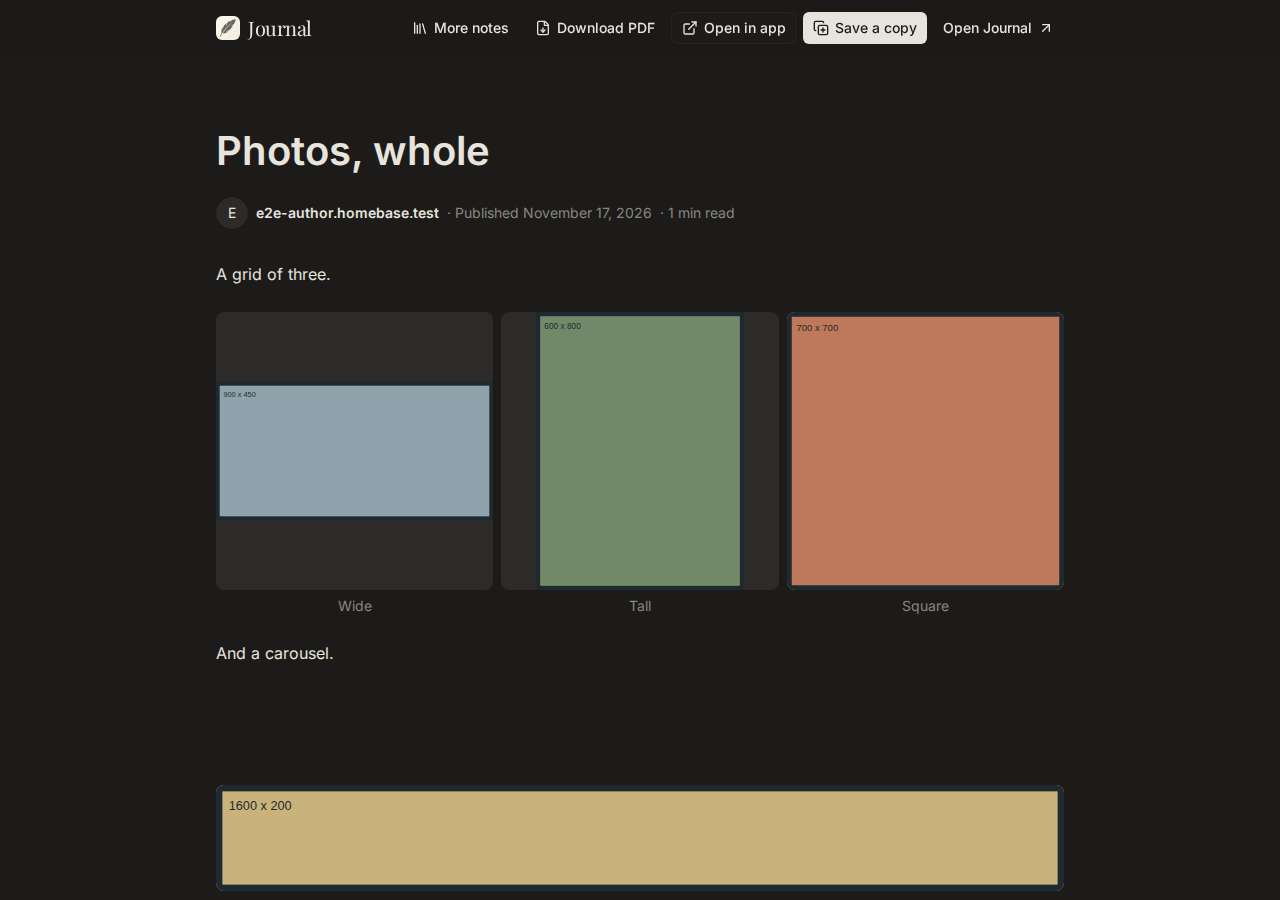 Journal
More notes
Download PDF
Open in app
Save a copy
Open Journal
Photos, whole
E
e2e-author.homebase.test · Published November 17, 2026 · 1 min read
A grid of three.
900 x 450
600 x 800
700 x 700
Wide
Tall
Square
And a carousel.
1600 x 200